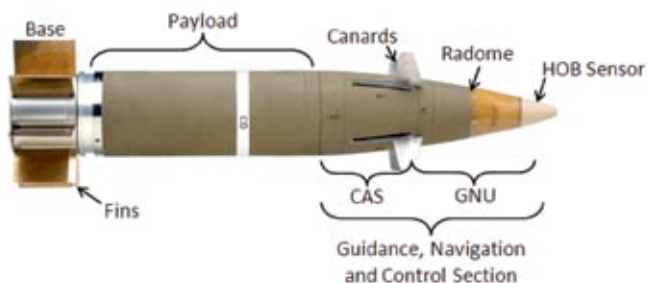 Base
Payload
Canards
Radome
HOB Sensor
Fins
CAS
GNU
Guidance, Navigation
and Control Section